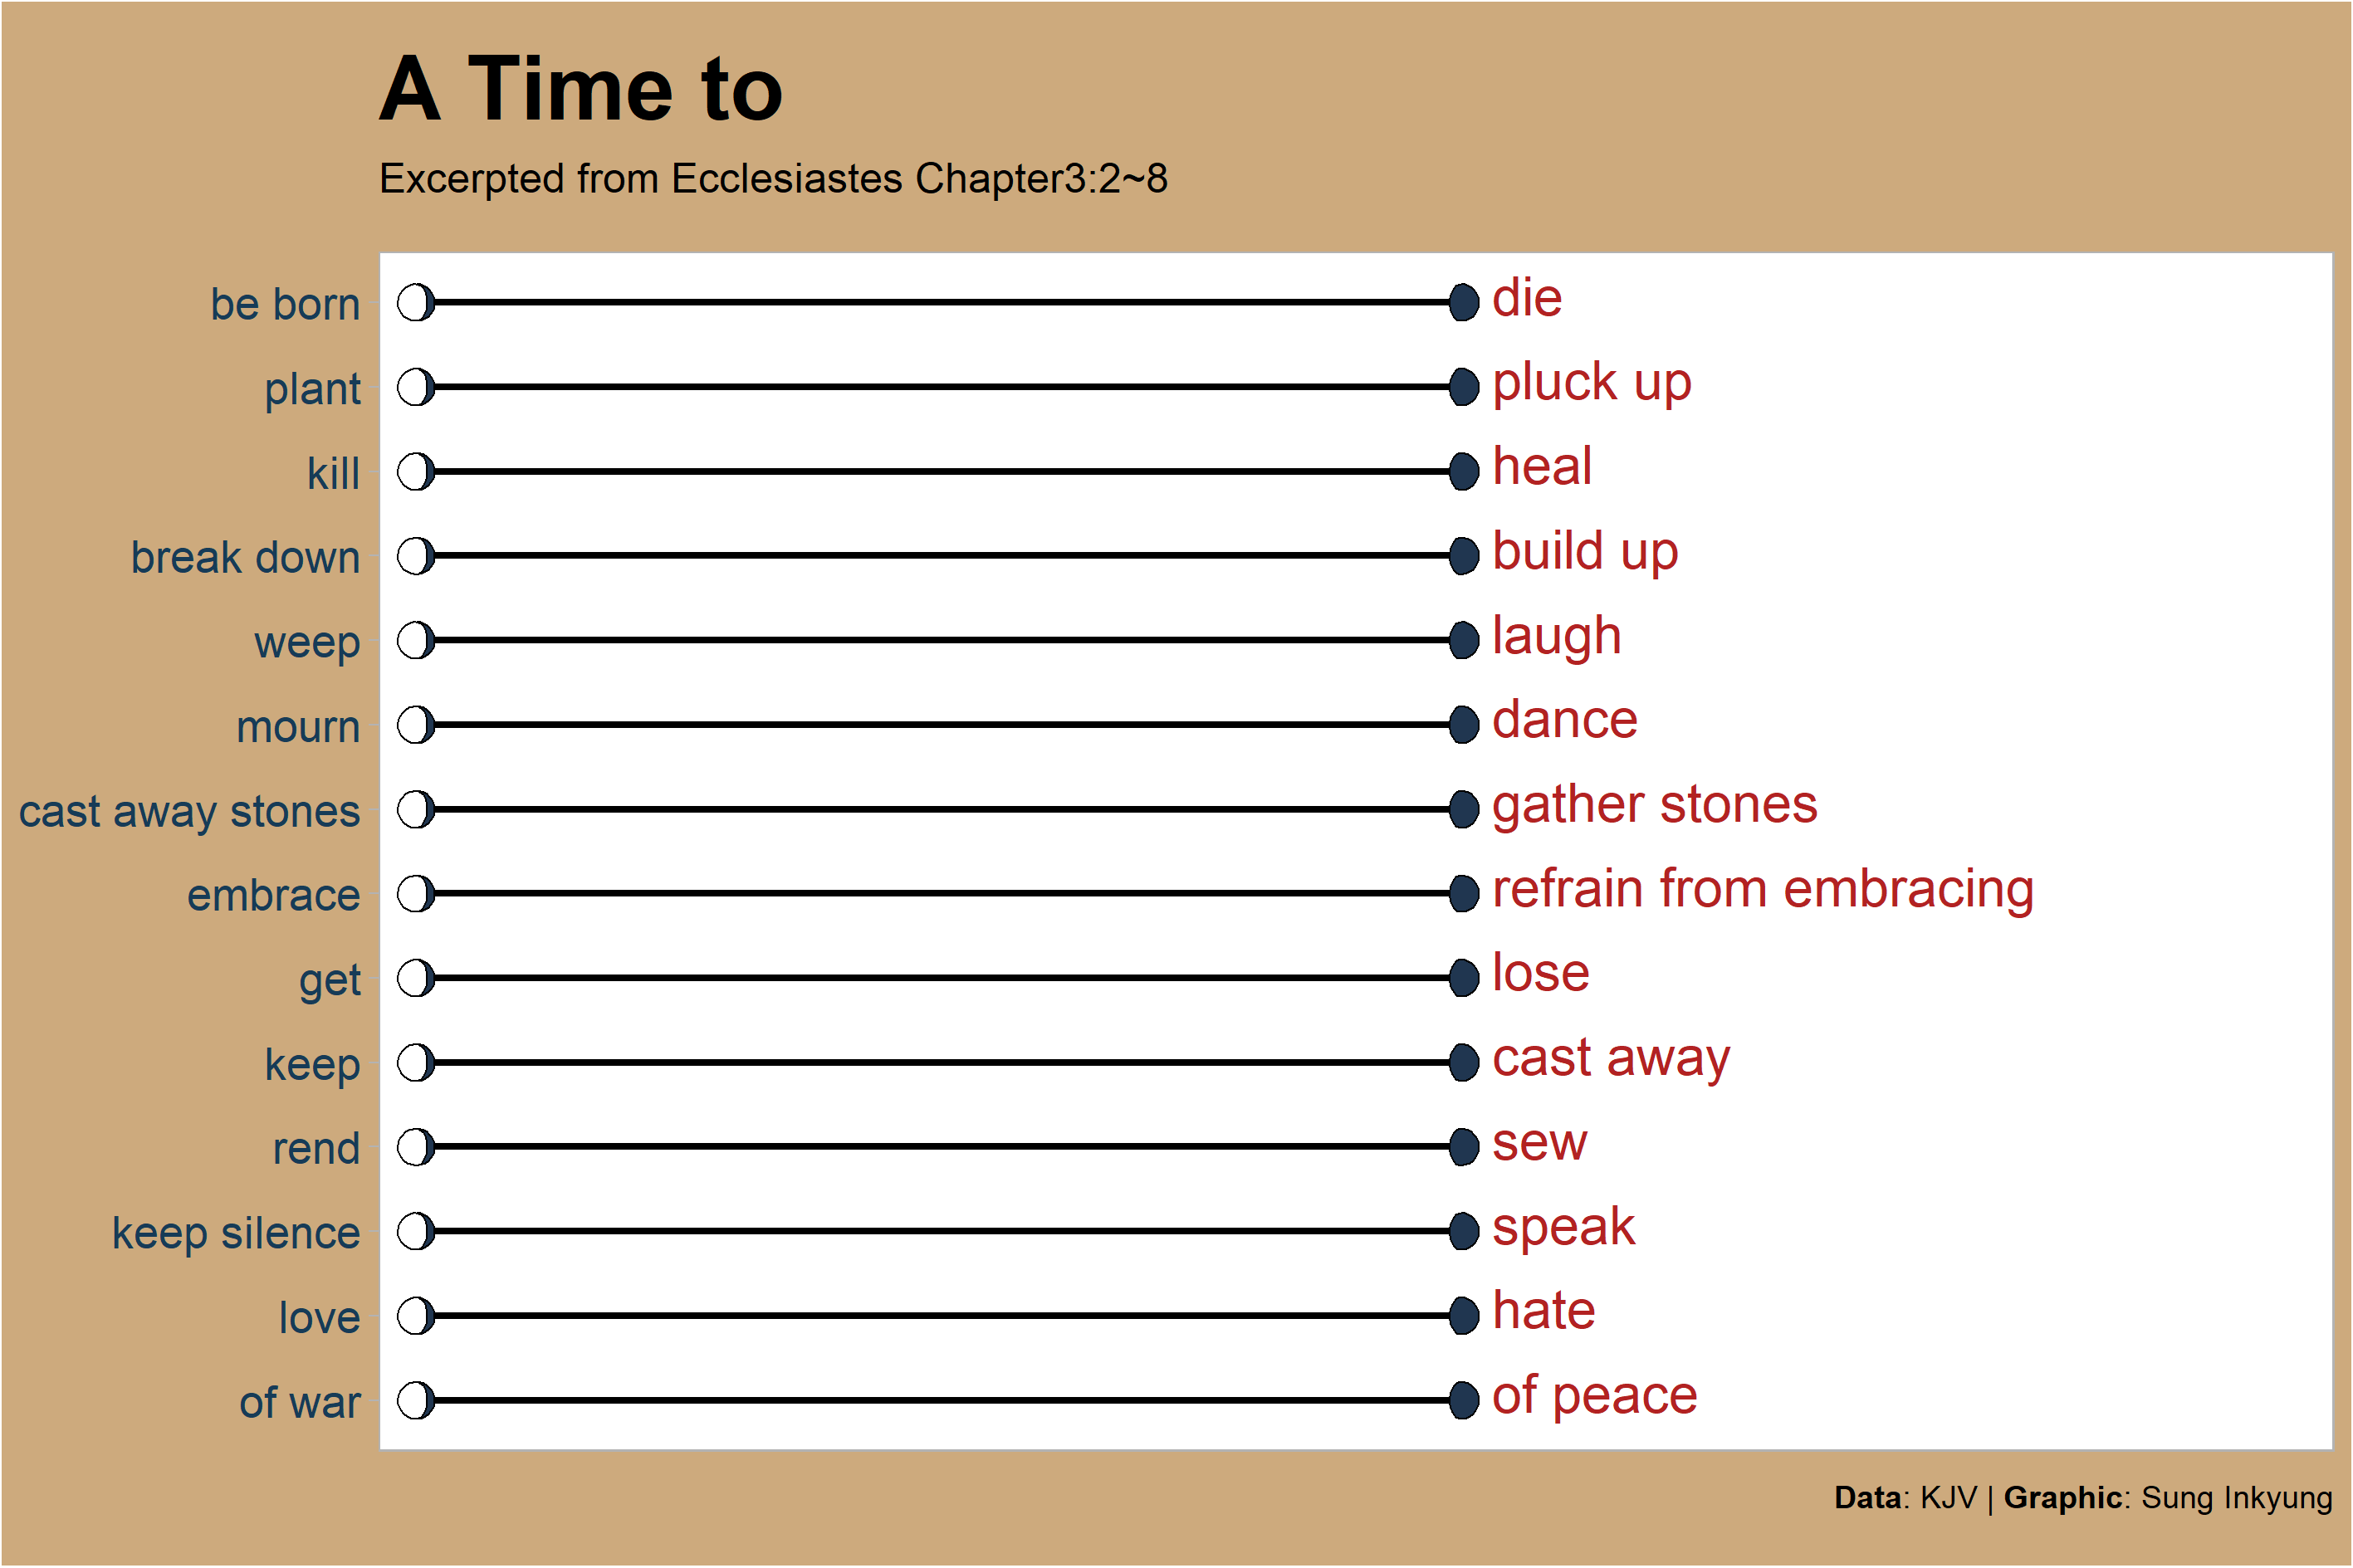 A Time to
Excerpted from Ecclesiastes Chapter3:2~8
be born die
plant pluck up
kill heal
break down build up
weep laugh
mourn dance
cast away stones gather stones
embrace refrain from embracing
get lose
keep cast away
rend sew
keep silence speak
love hate
of war of peace
Data: KJV | Graphic: Sung Inkyung